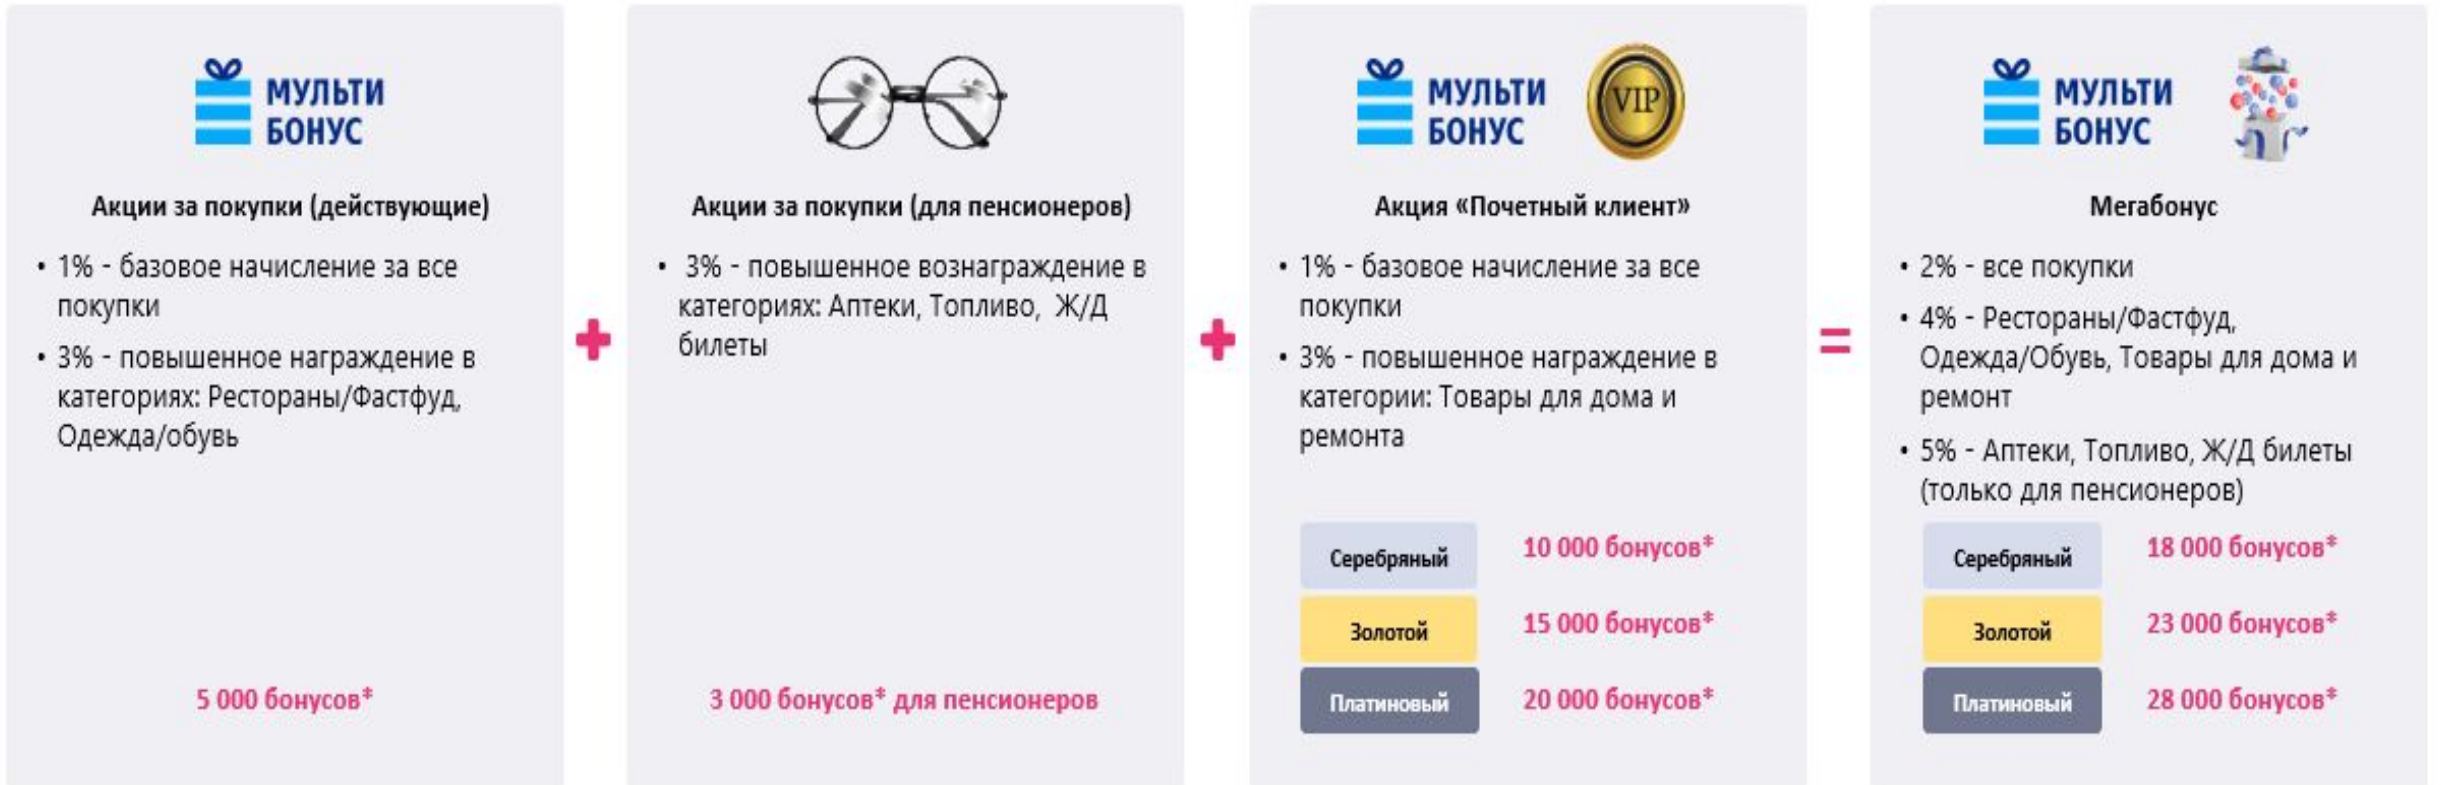 МУЛЬТИ
БОНУС
Акции за покупки (действующие)
• 1% - базовое начисление за все
покупки
• 3% - повышенное награждение в
категориях: Рестораны/Фастфуд,
Одежда/обувь
5 000 бонусов*
+
Акции за покупки (для пенсионеров)
• 3% - повышенное вознаграждение в
категориях: Аптеки, Топливо, Ж/Д
билеты
3 000 бонусов* для пенсионеров
+
МУЛЬТИ
БОНУС
VIP
Акция «Почетный клиент»
• 1% - базовое начисление за все
покупки
• 3% - повышенное награждение в
категории: Товары для дома и
ремонта
Серебряный 10 000 бонусов*
Золотой 15 000 бонусов*
Платиновый 20 000 бонусов*
=
МУЛЬТИ
БОНУС
Мегабонус
• 2% - все покупки
• 4% - Рестораны/Фастфуд,
Одежда/Обувь, Товары для дома и
ремонт
• 5% - Аптеки, Топливо, Ж/Д билеты
(только для пенсионеров)
Серебряный 18 000 бонусов*
Золотой 23 000 бонусов*
Платиновый 28 000 бонусов*